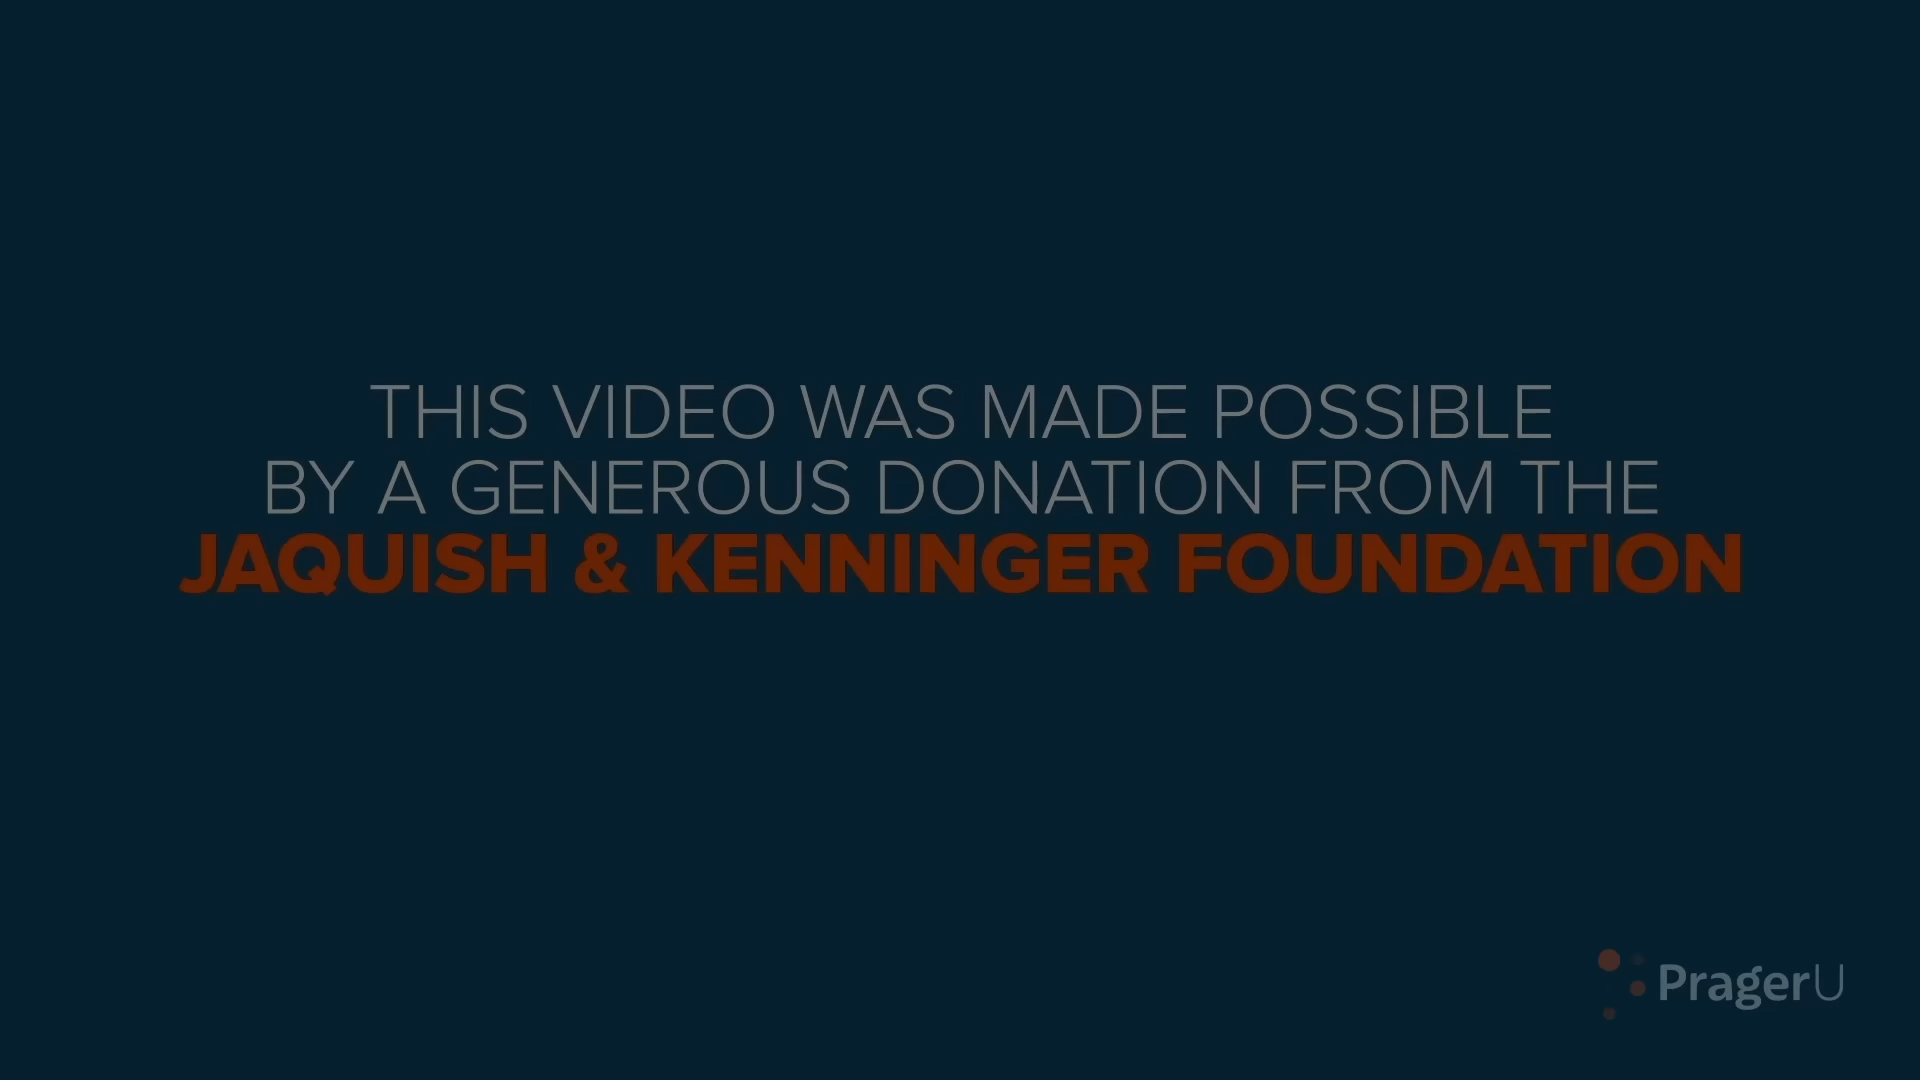 THIS VIDEO WAS MADE POSSIBLE
BY A GENEROUS DONATION FROM THE
JAQUISH & KENNINGER FOUNDATION
PragerU